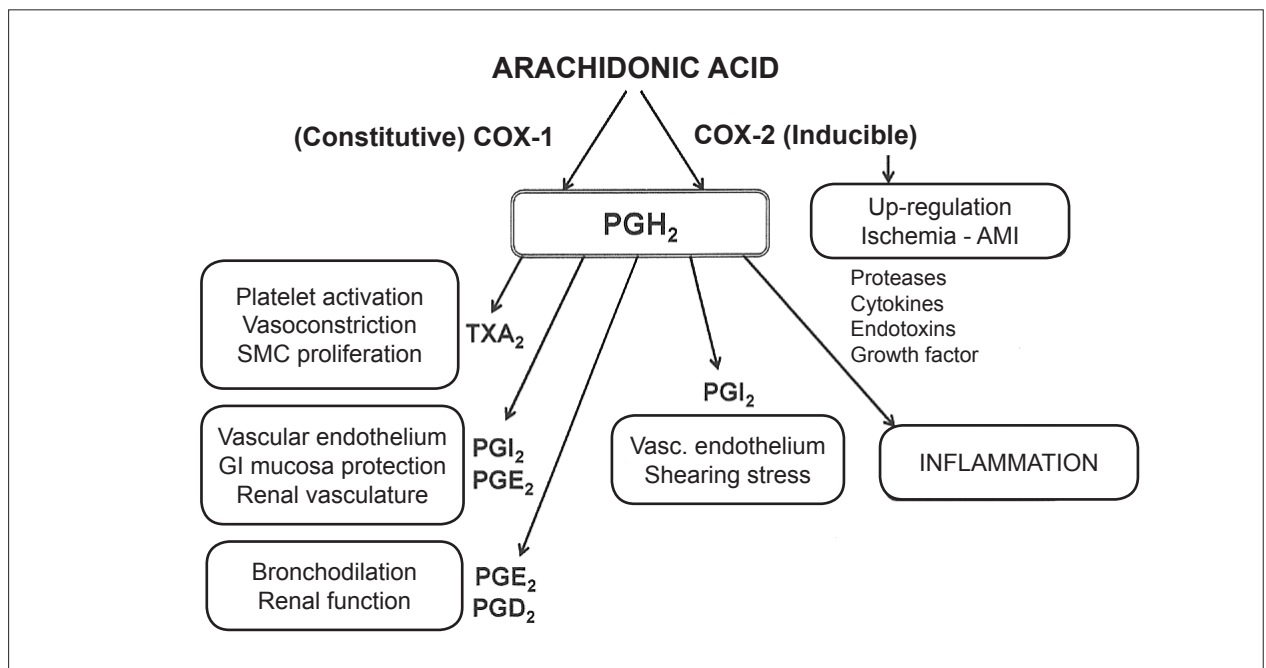 ARACHIDONIC ACID
(Constitutive) COX-1
COX-2 (Inducible)
PGH₂
Up-regulation
Ischemia - AMI
Proteases
Cytokines
Endotoxins
Growth factor
Platelet activation
Vasoconstriction
SMC proliferation
TXA₂
Vascular endothelium
GI mucosa protection
Renal vasculature
PGI₂
PGE₂
Bronchodilation
Renal function
PGE₂
PGD₂
PGI₂
Vasc. endothelium
Shearing stress
INFLAMMATION